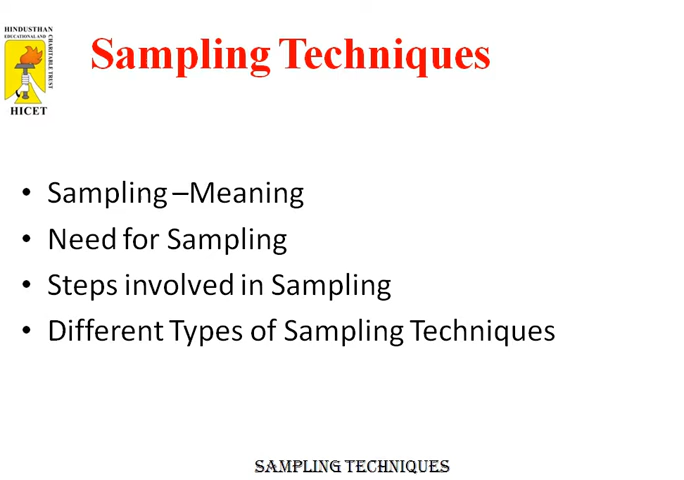 HINDUSTHAN
EDUCATIONAL AND
CHARITABLE TRUST
HICET
Sampling Techniques
• Sampling –Meaning
• Need for Sampling
• Steps involved in Sampling
• Different Types of Sampling Techniques
SAMPLING TECHNIQUES